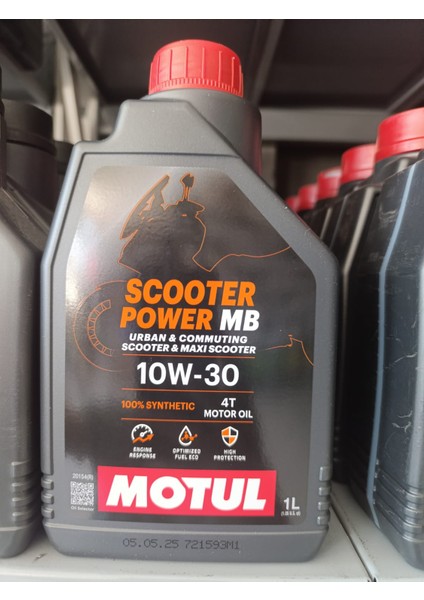 SCOOTER
POWER MB
URBAN & COMMUTING
SCOOTER & MAXI SCOOTER
10W-30
100% SYNTHETIC
4T
MOTOR OIL
ENGINE
RESPONSE
OPTIMIZED
FUEL ECO
HIGH
PROTECTION
MOTUL
1L
05.05.25 721593M1